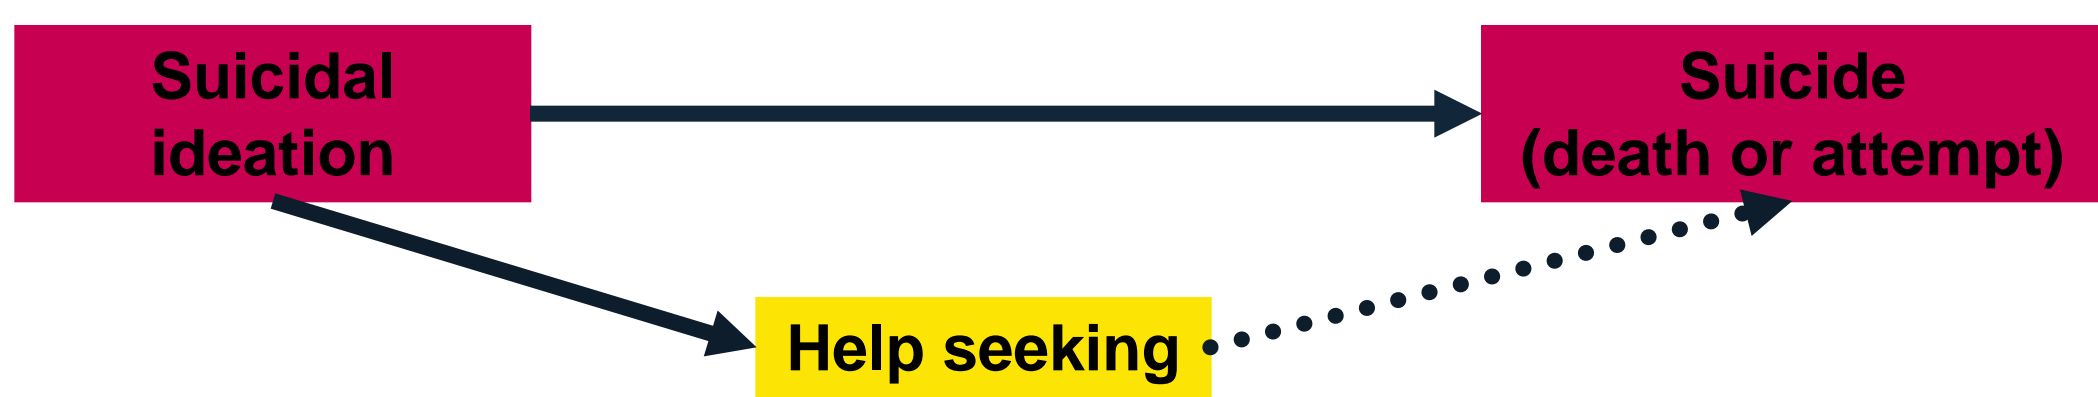 Suicidal
ideation
Suicide
(death or attempt)
Help seeking